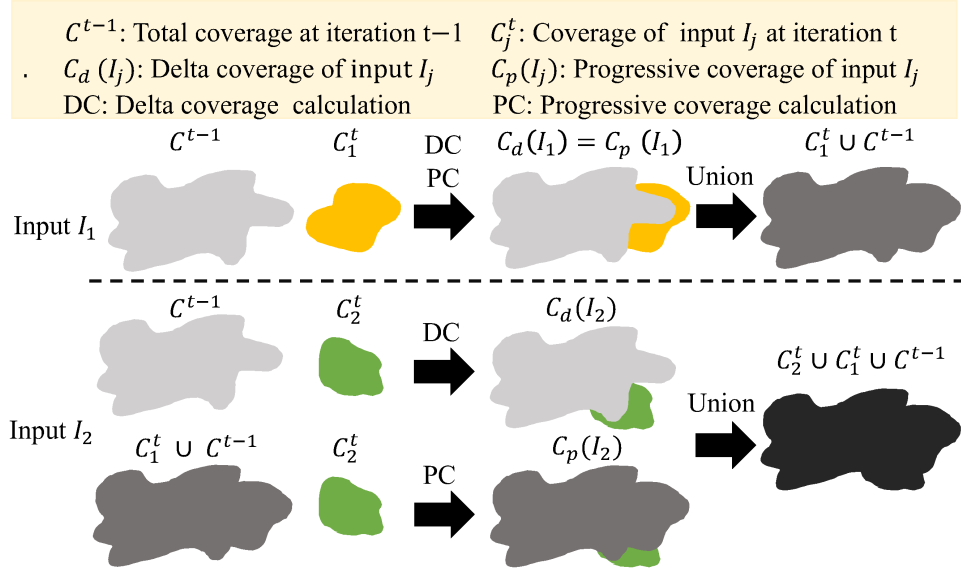 C^{t−1}: Total coverage at iteration t−1 C_j^t: Coverage of input I_j at iteration t
. C_d (I_j): Delta coverage of input I_j C_p(I_j): Progressive coverage of input I_j
DC: Delta coverage calculation PC: Progressive coverage calculation
C^{t−1} C_1^t DC C_d(I_1) = C_p (I_1) C_1^t ∪ C^{t−1}
PC Union
Input I_1
C^{t−1} C_2^t DC C_d(I_2)
C_2^t ∪ C_1^t ∪ C^{t−1}
Union
Input I_2
C_1^t ∪ C^{t−1} C_2^t PC C_p(I_2)